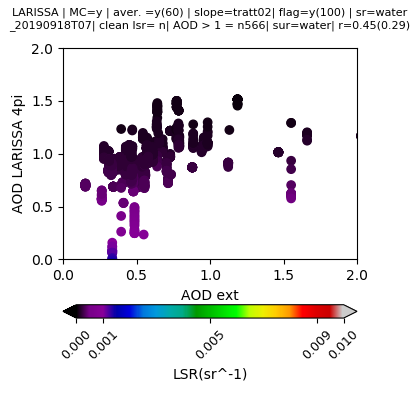 LARISSA | MC=y | aver. =y(60) | slope=tratt02| flag=y(100) | sr=water
_20190918T07| clean lsr= n| AOD > 1 = n566| sur=water| r=0.45(0.29)
2.0
1.5
1.0
0.5
0.0
AOD LARISSA 4pi
0.0 0.5 1.0 1.5 2.0
AOD ext
0.000 0.001 0.005 0.009 0.010
LSR(sr^-1)